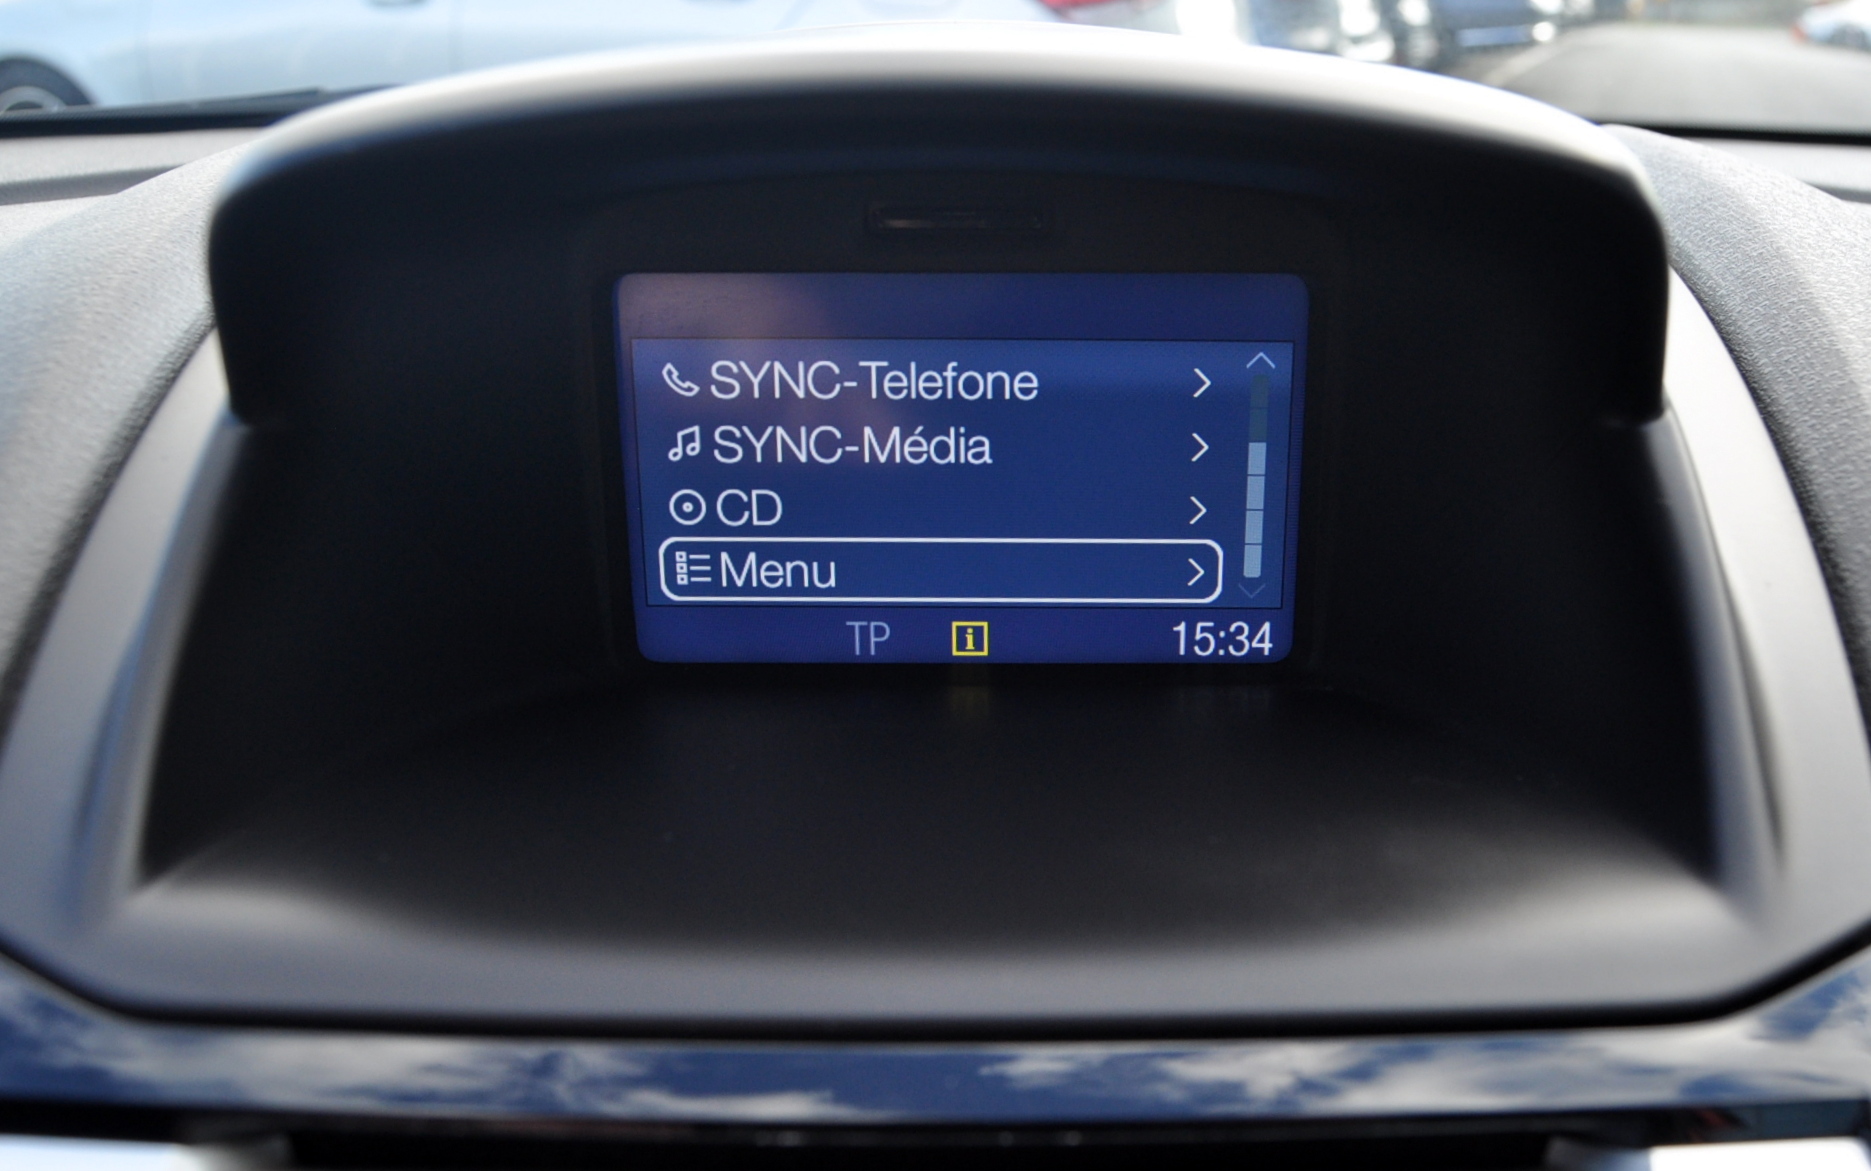 SYNC-Telefone
SYNC-Média
CD
Menu
TP i 15:34